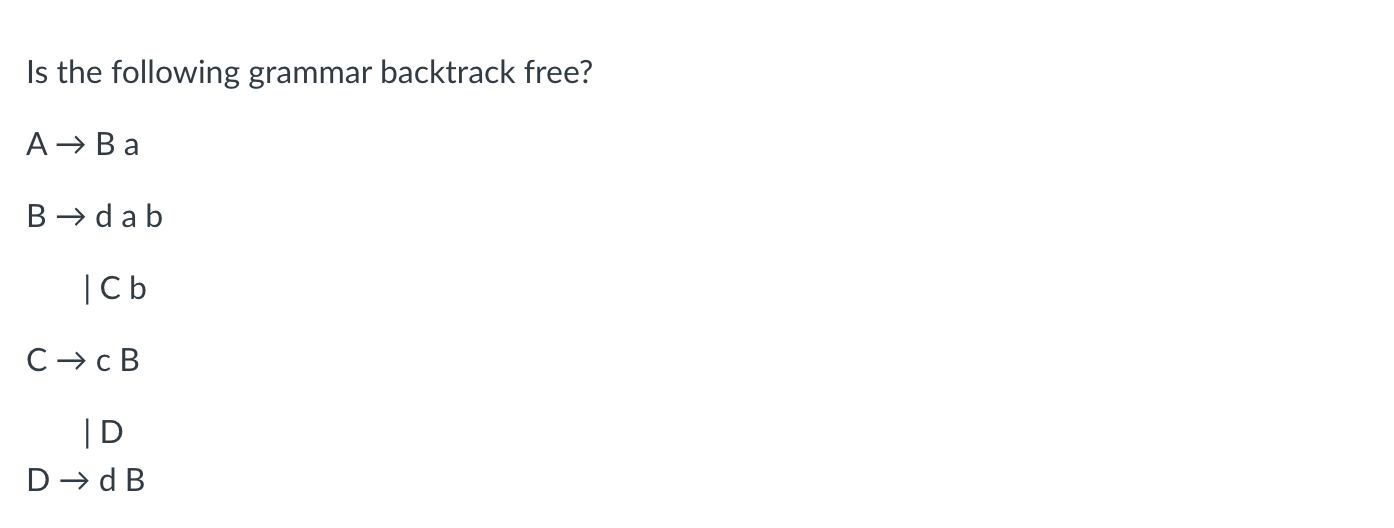 Is the following grammar backtrack free?
A → B a
B → d a b
| C b
C → c B
| D
D → d B